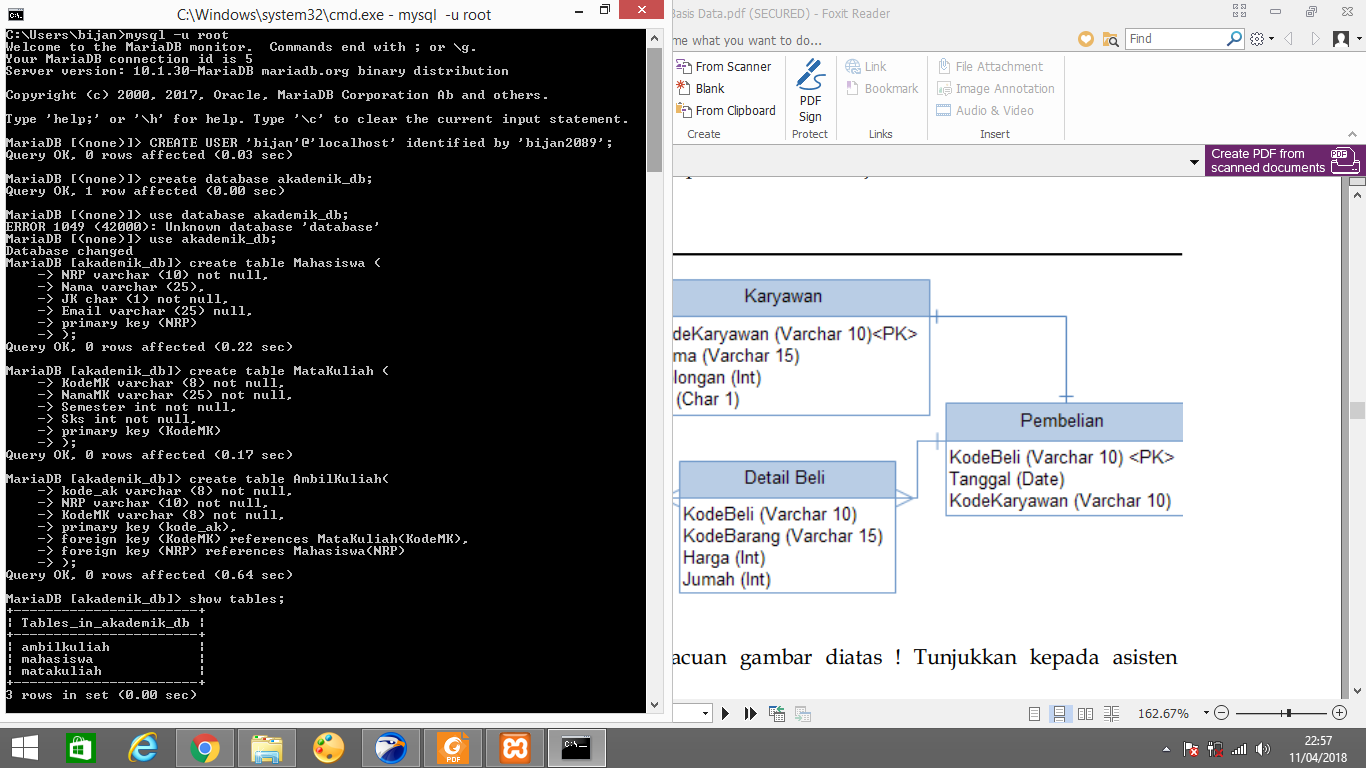 C:\Windows\system32\cmd.exe - mysql -u root
C:\Users\bijan>mysql -u root
Welcome to the MariaDB monitor.  Commands end with ; or \g.
Your MariaDB connection id is 5
Server version: 10.1.30-MariaDB mariadb.org binary distribution
Copyright (c) 2000, 2017, Oracle, MariaDB Corporation Ab and others.
Type 'help;' or '\h' for help. Type '\c' to clear the current input statement.
MariaDB [(none)]> CREATE USER 'bijan'@'localhost' identified by 'bijan2089';
Query OK, 0 rows affected (0.03 sec)
MariaDB [(none)]> create database akademik_db;
Query OK, 1 row affected (0.00 sec)
MariaDB [(none)]> use database akademik_db;
ERROR 1049 (42000): Unknown database 'database'
MariaDB [(none)]> use akademik_db;
Database changed
MariaDB [akademik_db]> create table Mahasiswa (
-> NRP varchar (10) not null,
-> Nama varchar (25),
-> JK char (1) not null,
-> Email varchar (25) null,
-> primary key (NRP)
-> );
Query OK, 0 rows affected (0.22 sec)
MariaDB [akademik_db]> create table MataKuliah (
-> KodeMK varchar (8) not null,
-> NamaMK varchar (25) not null,
-> Semester int not null,
-> Sks int not null,
-> primary key (KodeMK)
-> );
Query OK, 0 rows affected (0.17 sec)
MariaDB [akademik_db]> create table AmbilKuliah(
-> kode_ak varchar (8) not null,
-> NRP varchar (10) not null,
-> KodeMK varchar (8) not null,
-> primary key (kode_ak),
-> foreign key (KodeMK) references MataKuliah(KodeMK),
-> foreign key (NRP) references Mahasiswa(NRP)
-> );
Query OK, 0 rows affected (0.64 sec)
MariaDB [akademik_db]> show tables;
+-----------------------+
| Tables_in_akademik_db |
+-----------------------+
| ambilkuliah |
| mahasiswa |
| matakuliah |
+-----------------------+
3 rows in set (0.00 sec)
Basis Data.pdf (SECURED) - Foxit Reader
me what you want to do...
Find
From Scanner
Blank
From Clipboard
Create
PDF
Sign
Protect
Link
Bookmark
Links
File Attachment
Image Annotation
Audio & Video
Insert
Create PDF from
scanned documents
PDF
Karyawan
deKaryawan (Varchar 10)<PK>
ma (Varchar 15)
longan (Int)
(Char 1)
Pembelian
KodeBeli (Varchar 10) <PK>
Tanggal (Date)
KodeKaryawan (Varchar 10)
Detail Beli
KodeBeli (Varchar 10)
KodeBarang (Varchar 15)
Harga (Int)
Jumah (Int)
acuan gambar diatas ! Tunjukkan kepada asisten
162.67%
PDF
C:\
22:57
11/04/2018